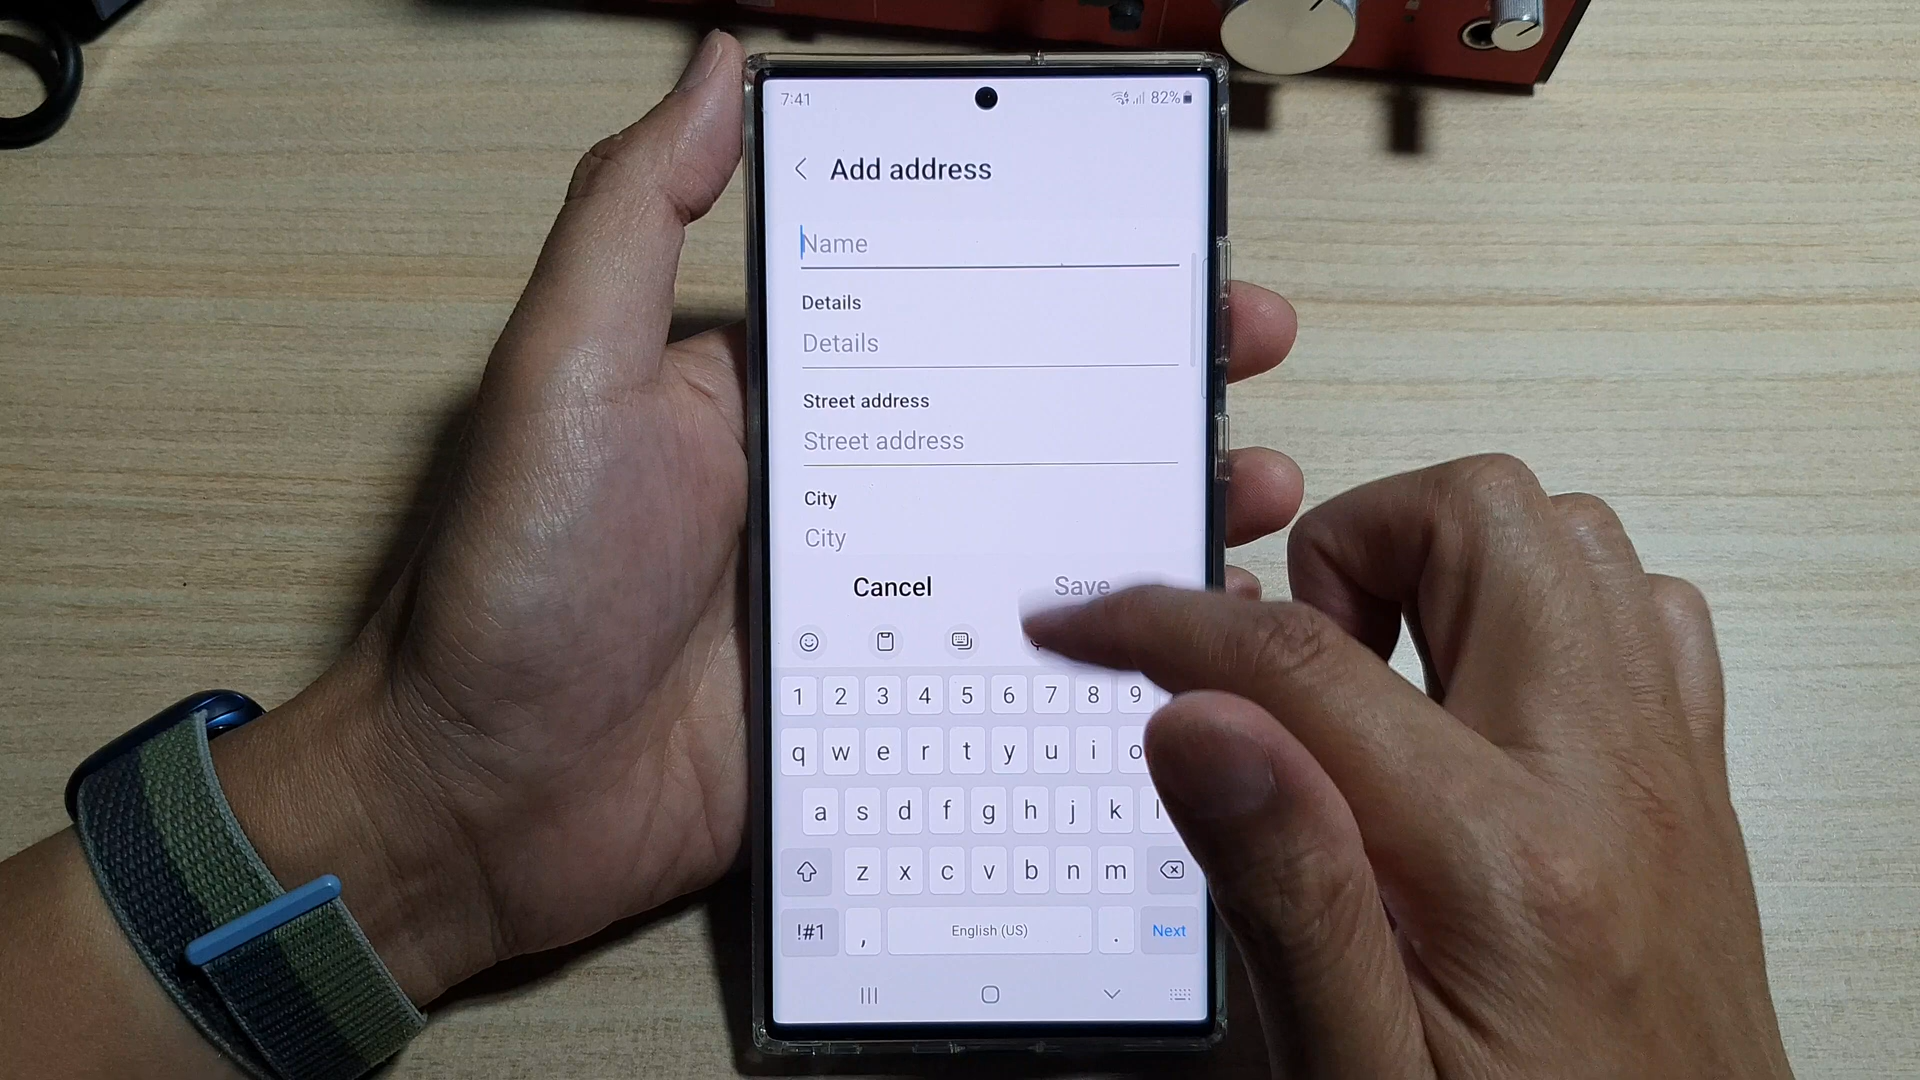 7:41 82%
Add address
Name
Details
Details
Street address
Street address
City
City
Cancel Save
1 2 3 4 5 6 7 8 9
q w e r t y u i o
a s d f g h j k l
z x c v b n m
!#1 , English (US) . Next